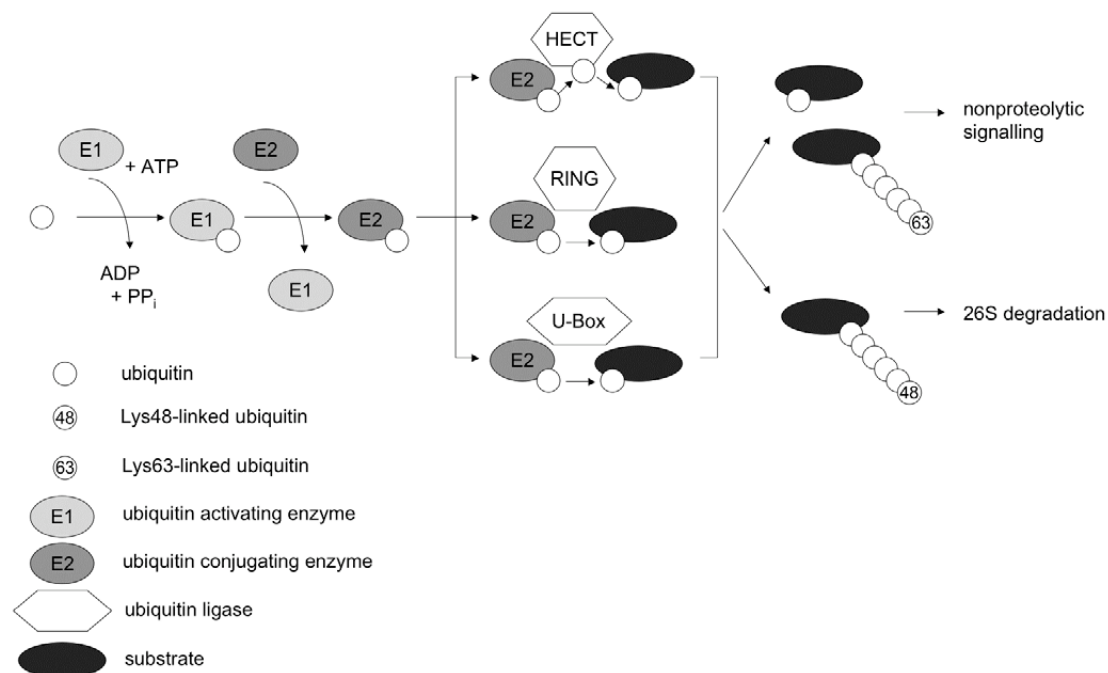 HECT
E2
nonproteolytic
signalling
E1
+ ATP
E2
RING
63
E1
E2
E2
ADP
+ PPi
E1
U-Box
26S degradation
E2
48
ubiquitin
48 Lys48-linked ubiquitin
63 Lys63-linked ubiquitin
E1 ubiquitin activating enzyme
E2 ubiquitin conjugating enzyme
ubiquitin ligase
substrate